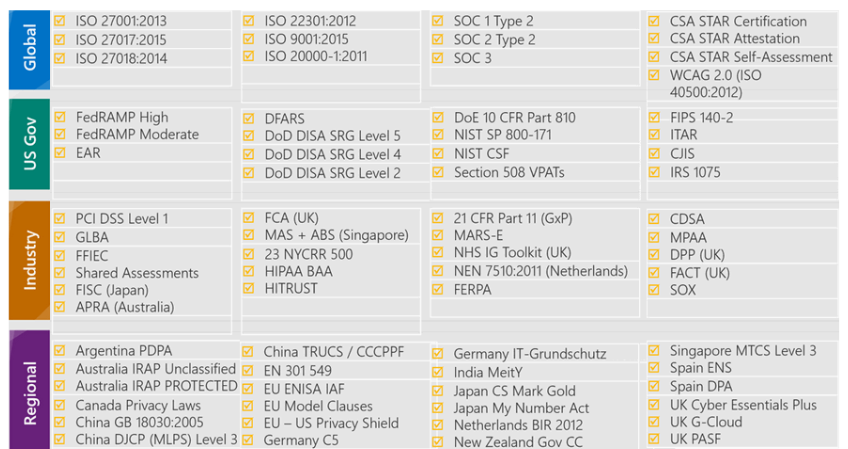 Global
ISO 27001:2013
ISO 27017:2015
ISO 27018:2014
ISO 22301:2012
ISO 9001:2015
ISO 20000-1:2011
SOC 1 Type 2
SOC 2 Type 2
SOC 3
CSA STAR Certification
CSA STAR Attestation
CSA STAR Self-Assessment
WCAG 2.0 (ISO
40500:2012)
US Gov
FedRAMP High
FedRAMP Moderate
EAR
DFARS
DoD DISA SRG Level 5
DoD DISA SRG Level 4
DoD DISA SRG Level 2
DoE 10 CFR Part 810
NIST SP 800-171
NIST CSF
Section 508 VPATs
FIPS 140-2
ITAR
CJIS
IRS 1075
Industry
PCI DSS Level 1
GLBA
FFIEC
Shared Assessments
FISC (Japan)
APRA (Australia)
FCA (UK)
MAS + ABS (Singapore)
23 NYCRR 500
HIPAA BAA
HITRUST
21 CFR Part 11 (GxP)
MARS-E
NHS IG Toolkit (UK)
NEN 7510:2011 (Netherlands)
FERPA
CDSA
MPAA
DPP (UK)
FACT (UK)
SOX
Regional
Argentina PDPA
Australia IRAP Unclassified
Australia IRAP PROTECTED
Canada Privacy Laws
China GB 18030:2005
China DJCP (MLPS) Level 3
China TRUCS / CCCPPF
EN 301 549
EU ENISA IAF
EU Model Clauses
EU – US Privacy Shield
Germany C5
Germany IT-Grundschutz
India MeitY
Japan CS Mark Gold
Japan My Number Act
Netherlands BIR 2012
New Zealand Gov CC
Singapore MTCS Level 3
Spain ENS
Spain DPA
UK Cyber Essentials Plus
UK G-Cloud
UK PASF